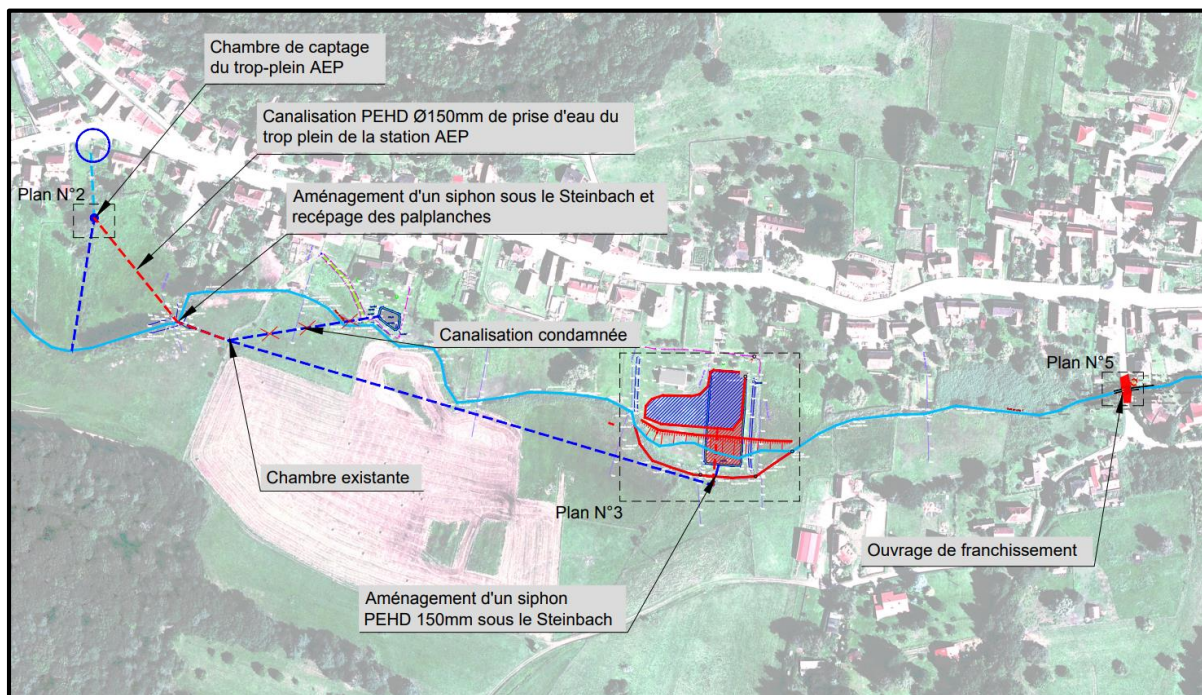 Chambre de captage
du trop-plein AEP
Canalisation PEHD Ø150mm de prise d'eau du
trop plein de la station AEP
Plan N°2
Aménagement d'un siphon sous le Steinbach et
recépage des palplanches
Canalisation condamnée
Plan N°5
Chambre existante
Plan N°3
Ouvrage de franchissement
Aménagement d'un siphon
PEHD 150mm sous le Steinbach